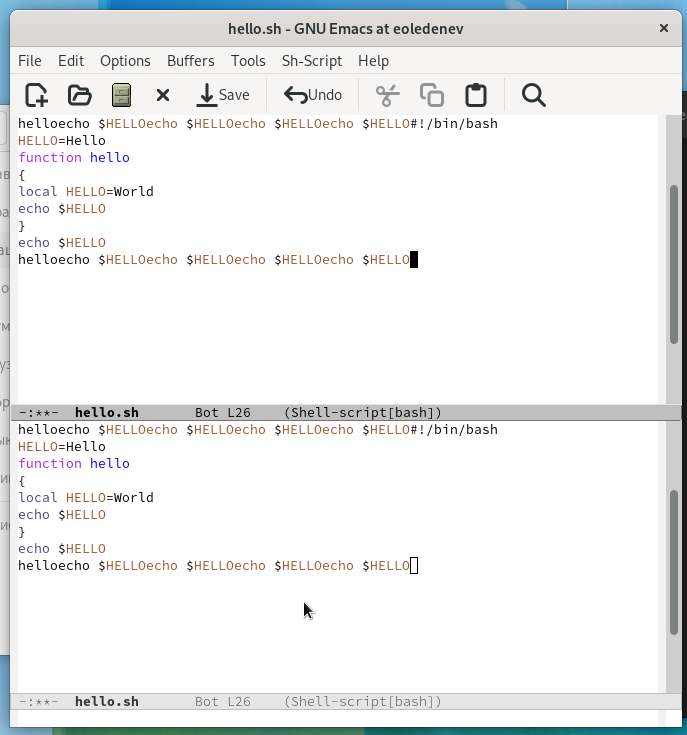 hello.sh - GNU Emacs at eoledenev
File Edit Options Buffers Tools Sh-Script Help
Save Undo
helloecho $HELLOecho $HELLOecho $HELLOecho $HELLO#!/bin/bash
HELLO=Hello
function hello
{
local HELLO=World
echo $HELLO
}
echo $HELLO
helloecho $HELLOecho $HELLOecho $HELLOecho $HELLO
-:**- hello.sh Bot L26 (Shell-script[bash])
helloecho $HELLOecho $HELLOecho $HELLOecho $HELLO#!/bin/bash
HELLO=Hello
function hello
{
local HELLO=World
echo $HELLO
}
echo $HELLO
helloecho $HELLOecho $HELLOecho $HELLOecho $HELLO
-:**- hello.sh Bot L26 (Shell-script[bash])